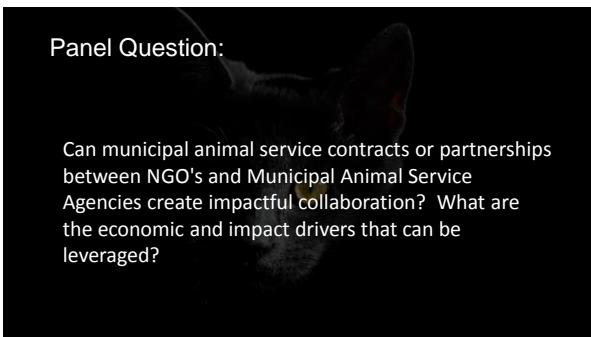 Panel Question:
Can municipal animal service contracts or partnerships
between NGO's and Municipal Animal Service
Agencies create impactful collaboration?  What are
the economic and impact drivers that can be
leveraged?